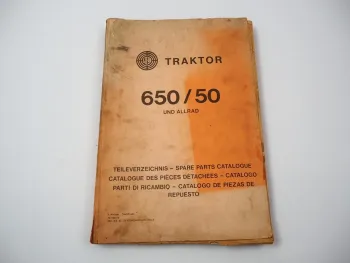 TRAKTOR
650/50
UND ALLRAD
TEILEVERZEICHNIS – SPARE PARTS CATALOGUE
CATALOGUE DES PIÈCES DETACHEES – CATALOGO
PARTI DI RICAMBIO – CATALOGO DE PIEZAS DE
REPUESTO